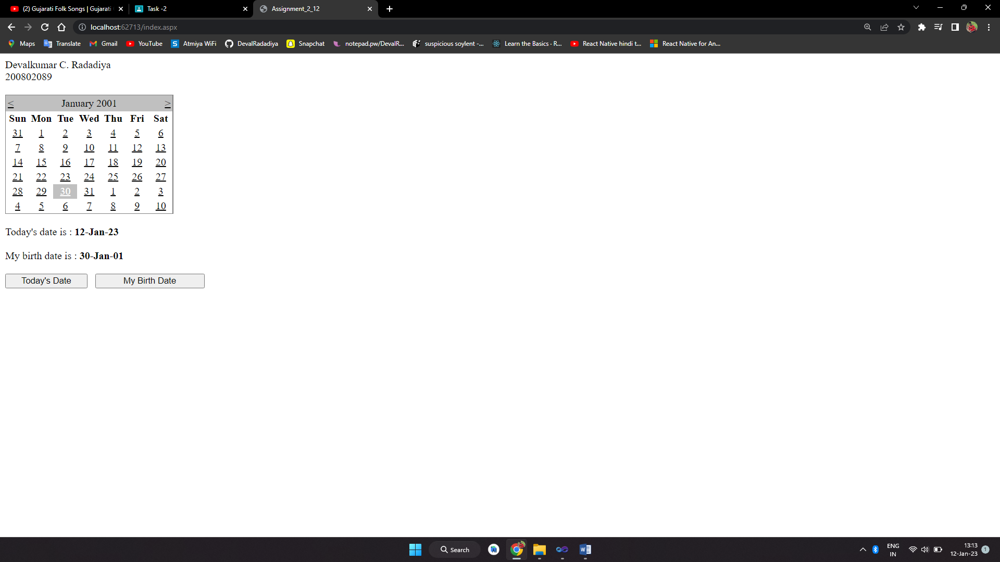 (2) Gujarati Folk Songs | Gujarati
Task -2
Assignment_2_12
localhost:62713/index.aspx
Maps
Translate
Gmail
YouTube
Atmiya WiFi
DevalRadadiya
Snapchat
notepad.pw/DevalR...
suspicious soylent -...
Learn the Basics · R...
React Native hindi t...
React Native for An...
Devalkumar C. Radadiya
200802089
< January 2001 >
Sun Mon Tue Wed Thu Fri Sat
31 1 2 3 4 5 6
7 8 9 10 11 12 13
14 15 16 17 18 19 20
21 22 23 24 25 26 27
28 29 30 31 1 2 3
4 5 6 7 8 9 10
Today's date is : 12-Jan-23
My birth date is : 30-Jan-01
Today's Date My Birth Date
Search
ENG
IN
13:13
12-Jan-23
1